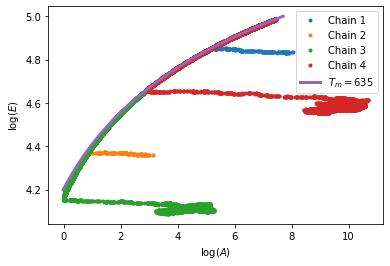 5.0
4.8
4.6
4.4
4.2
log(E)
0
2
4
6
8
10
log(A)
Chain 1
Chain 2
Chain 3
Chain 4
Tₘ = 635